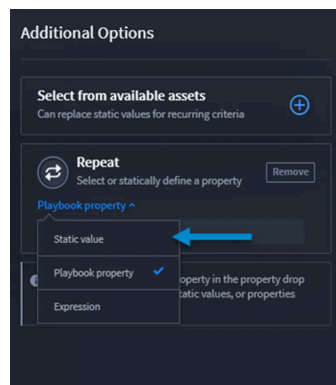 Additional Options
Select from available assets
Can replace static values for recurring criteria
Repeat
Select or statically define a property
Remove
Playbook property
Static value
Playbook property
operty in the property drop
tatic values, or properties
Expression